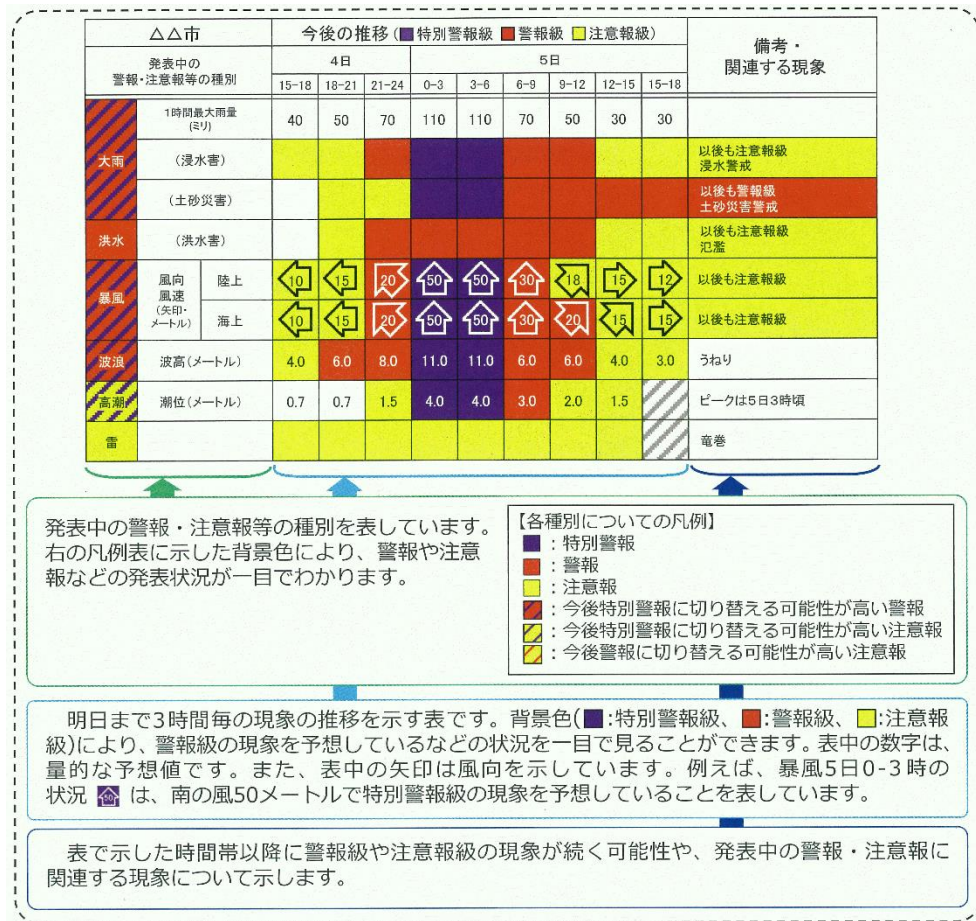 △△市
今後の推移(■特別警報級 ■警報級 ■注意報級)
備考・
関連する現象
発表中の
警報・注意報等の種別
4日
5日
15-18 18-21 21-24 0-3 3-6 6-9 9-12 12-15 15-18
大雨
1時間最大雨量
(ミリ)
40 50 70 110 110 70 50 30 30
(浸水害)
以後も注意報級
浸水警戒
(土砂災害)
以後も警報級
土砂災害警戒
洪水
(洪水害)
以後も注意報級
氾濫
暴風
風向
風速
(矢印・
メートル)
陸上
10 15 20 50 50 30 18 15 12
以後も注意報級
海上
10 15 20 50 50 30 20 15 15
以後も注意報級
波浪
波高(メートル)
4.0 6.0 8.0 11.0 11.0 6.0 6.0 4.0 3.0
うねり
高潮
潮位(メートル)
0.7 0.7 1.5 4.0 4.0 3.0 2.0 1.5
ピークは5日3時頃
雷
竜巻
発表中の警報・注意報等の種別を表しています。
右の凡例表に示した背景色により、警報や注意
報などの発表状況が一目でわかります。
【各種別についての凡例】
：特別警報
：警報
：注意報
：今後特別警報に切り替える可能性が高い警報
：今後特別警報に切り替える可能性が高い注意報
：今後警報に切り替える可能性が高い注意報
明日まで3時間毎の現象の推移を示す表です。背景色(■:特別警報級、■:警報級、■:注意報
級)により、警報級の現象を予想しているなどの状況を一目で見ることができます。表中の数字は、
量的な予想値です。また、表中の矢印は風向を示しています。例えば、暴風5日0-3時の
状況 50 は、南の風50メートルで特別警報級の現象を予想していることを表しています。
表で示した時間帯以降に警報級や注意報級の現象が続く可能性や、発表中の警報・注意報に
関連する現象について示します。